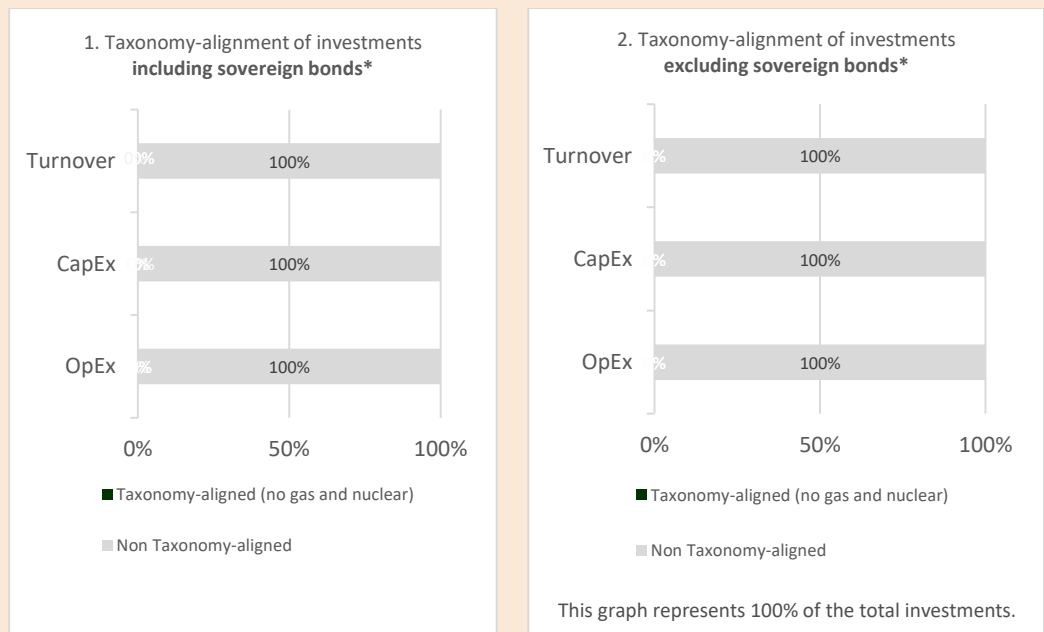 1. Taxonomy-alignment of investments
including sovereign bonds*
Turnover
100%
CapEx
100%
OpEx
100%
0% 50% 100%
Taxonomy-aligned (no gas and nuclear)
Non Taxonomy-aligned
2. Taxonomy-alignment of investments
excluding sovereign bonds*
Turnover
% 100%
CapEx
% 100%
OpEx
% 100%
0% 50% 100%
Taxonomy-aligned (no gas and nuclear)
Non Taxonomy-aligned
This graph represents 100% of the total investments.